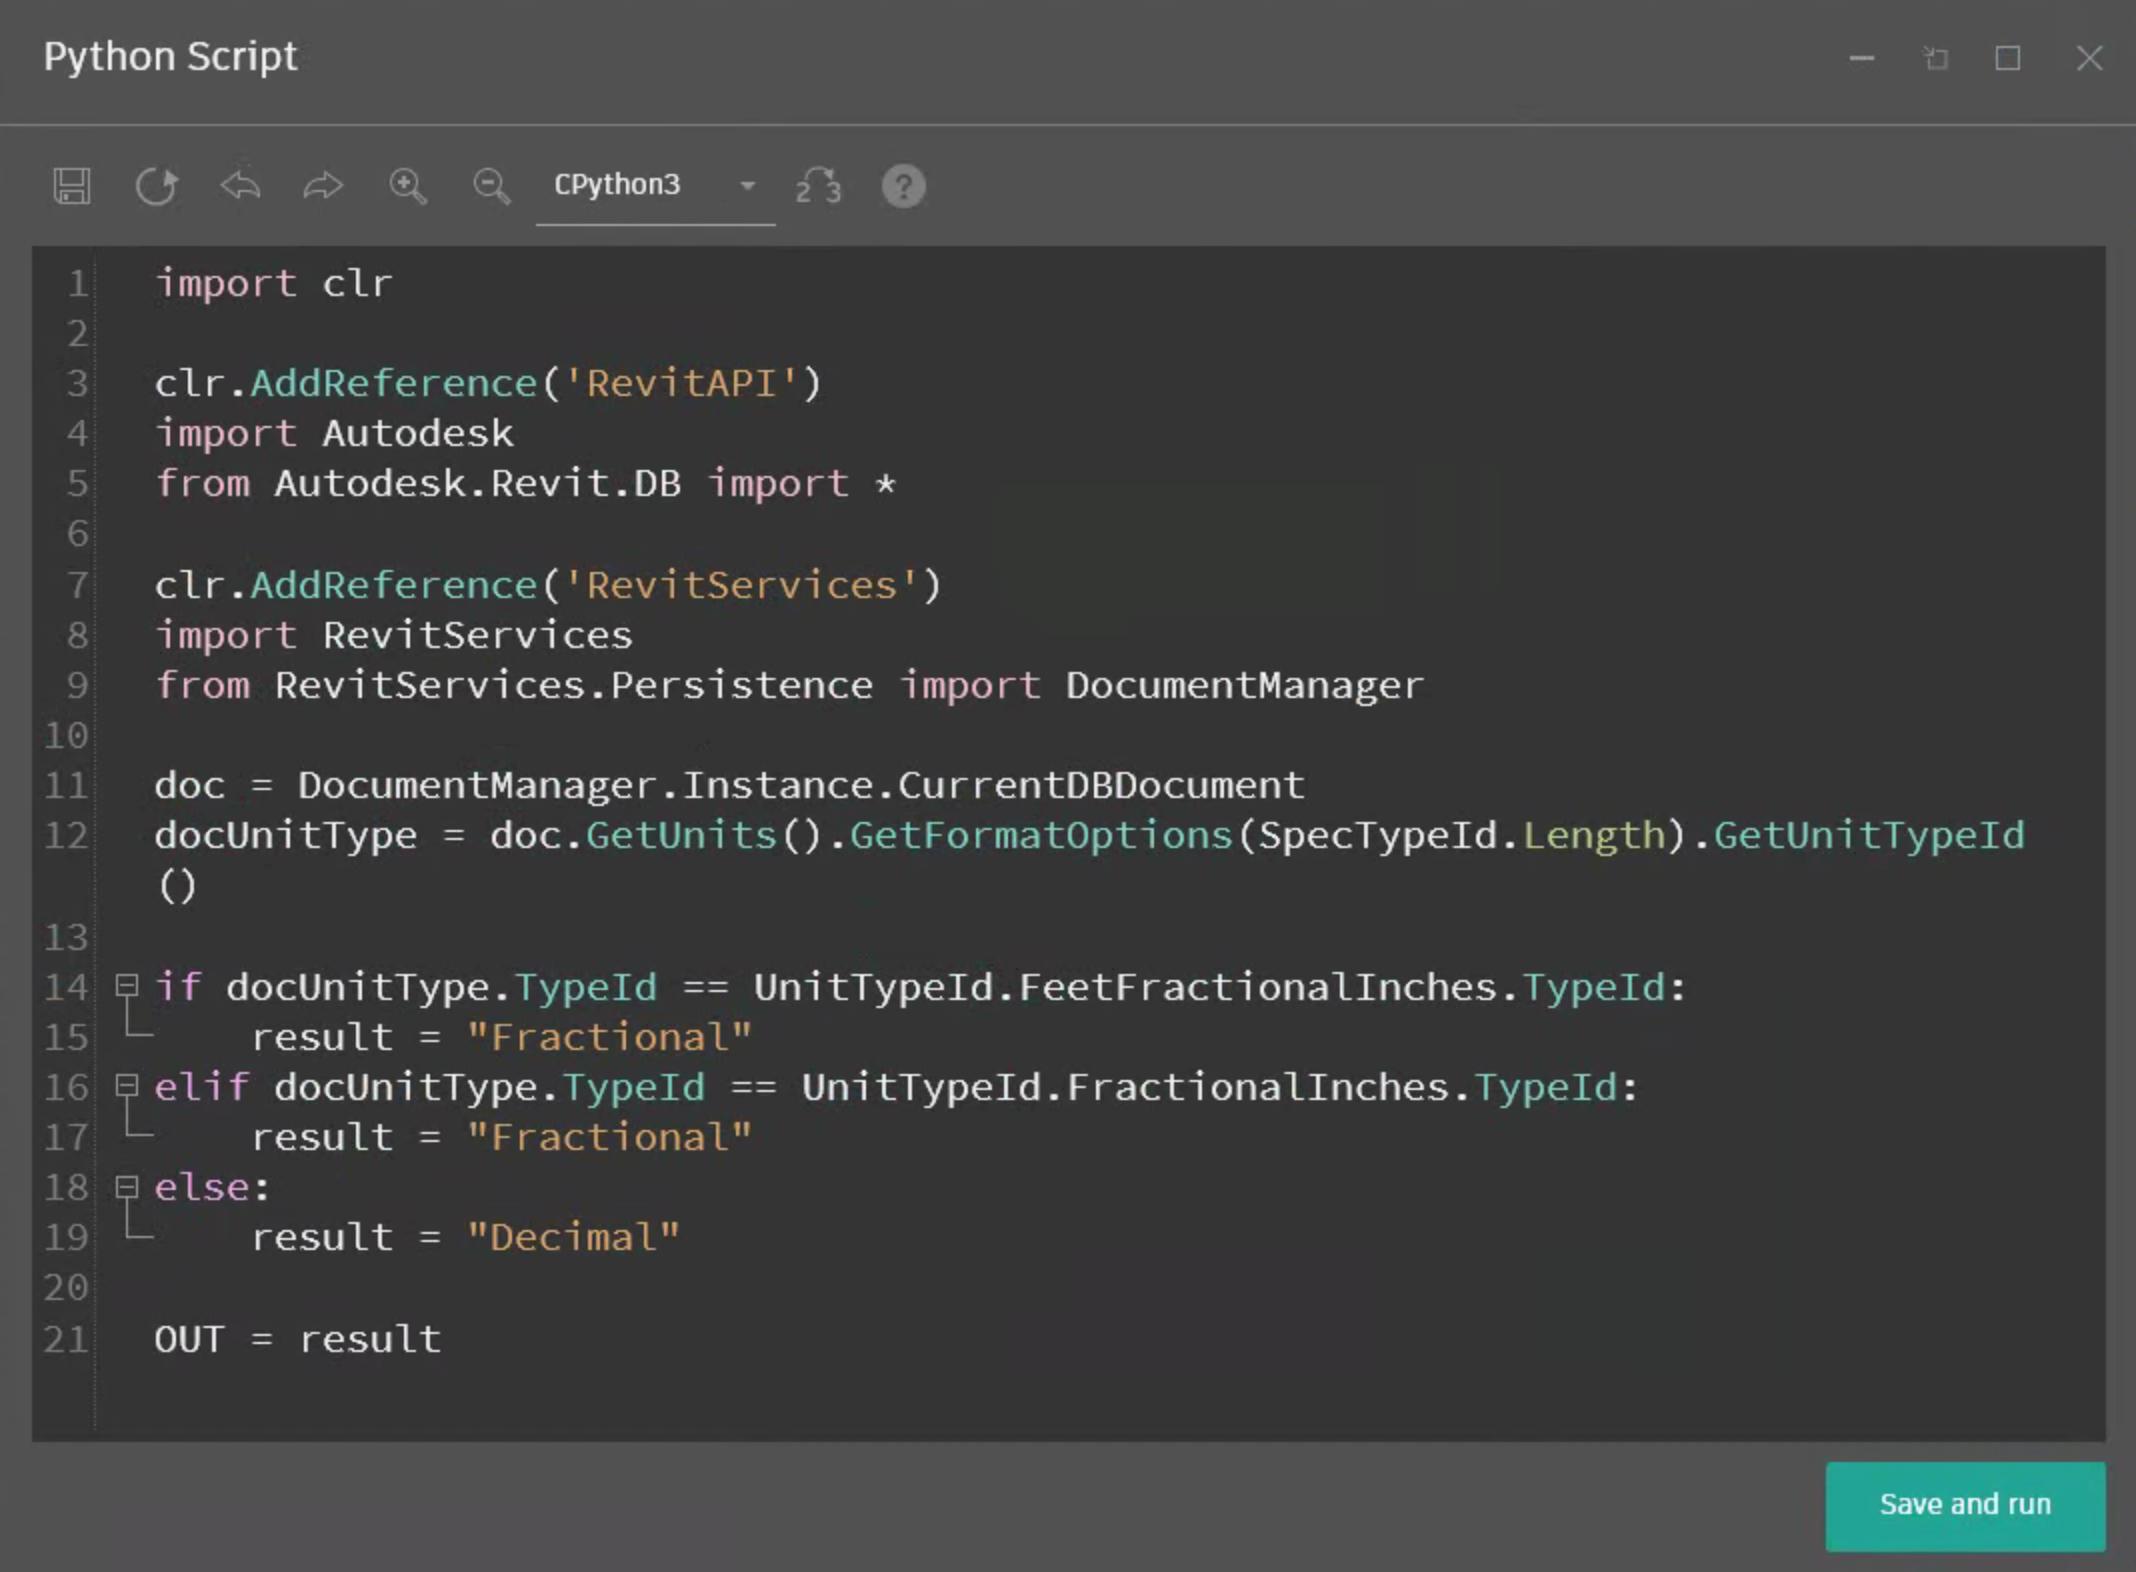 Python Script
CPython3
2 3
?
1 import clr
2
3 clr.AddReference('RevitAPI')
4 import Autodesk
5 from Autodesk.Revit.DB import *
6
7 clr.AddReference('RevitServices')
8 import RevitServices
9 from RevitServices.Persistence import DocumentManager
10
11 doc = DocumentManager.Instance.CurrentDBDocument
12 docUnitType = doc.GetUnits().GetFormatOptions(SpecTypeId.Length).GetUnitTypeId
()
13
14 if docUnitType.TypeId == UnitTypeId.FeetFractionalInches.TypeId:
15     result = "Fractional"
16 elif docUnitType.TypeId == UnitTypeId.FractionalInches.TypeId:
17     result = "Fractional"
18 else:
19     result = "Decimal"
20
21 OUT = result
Save and run